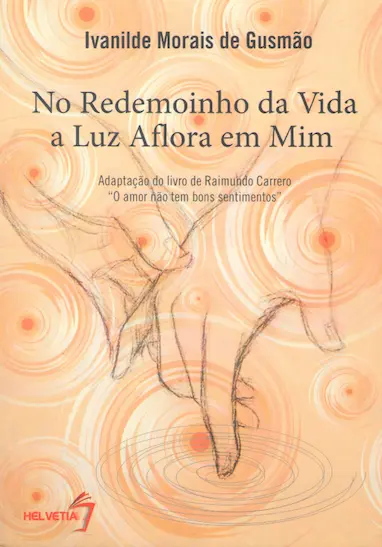 Ivanilde Morais de Gusmão
No Redemoinho da Vida
a Luz Aflora em Mim
Adaptação do livro de Raimundo Carrero
“O amor não tem bons sentimentos”
HELVETIA